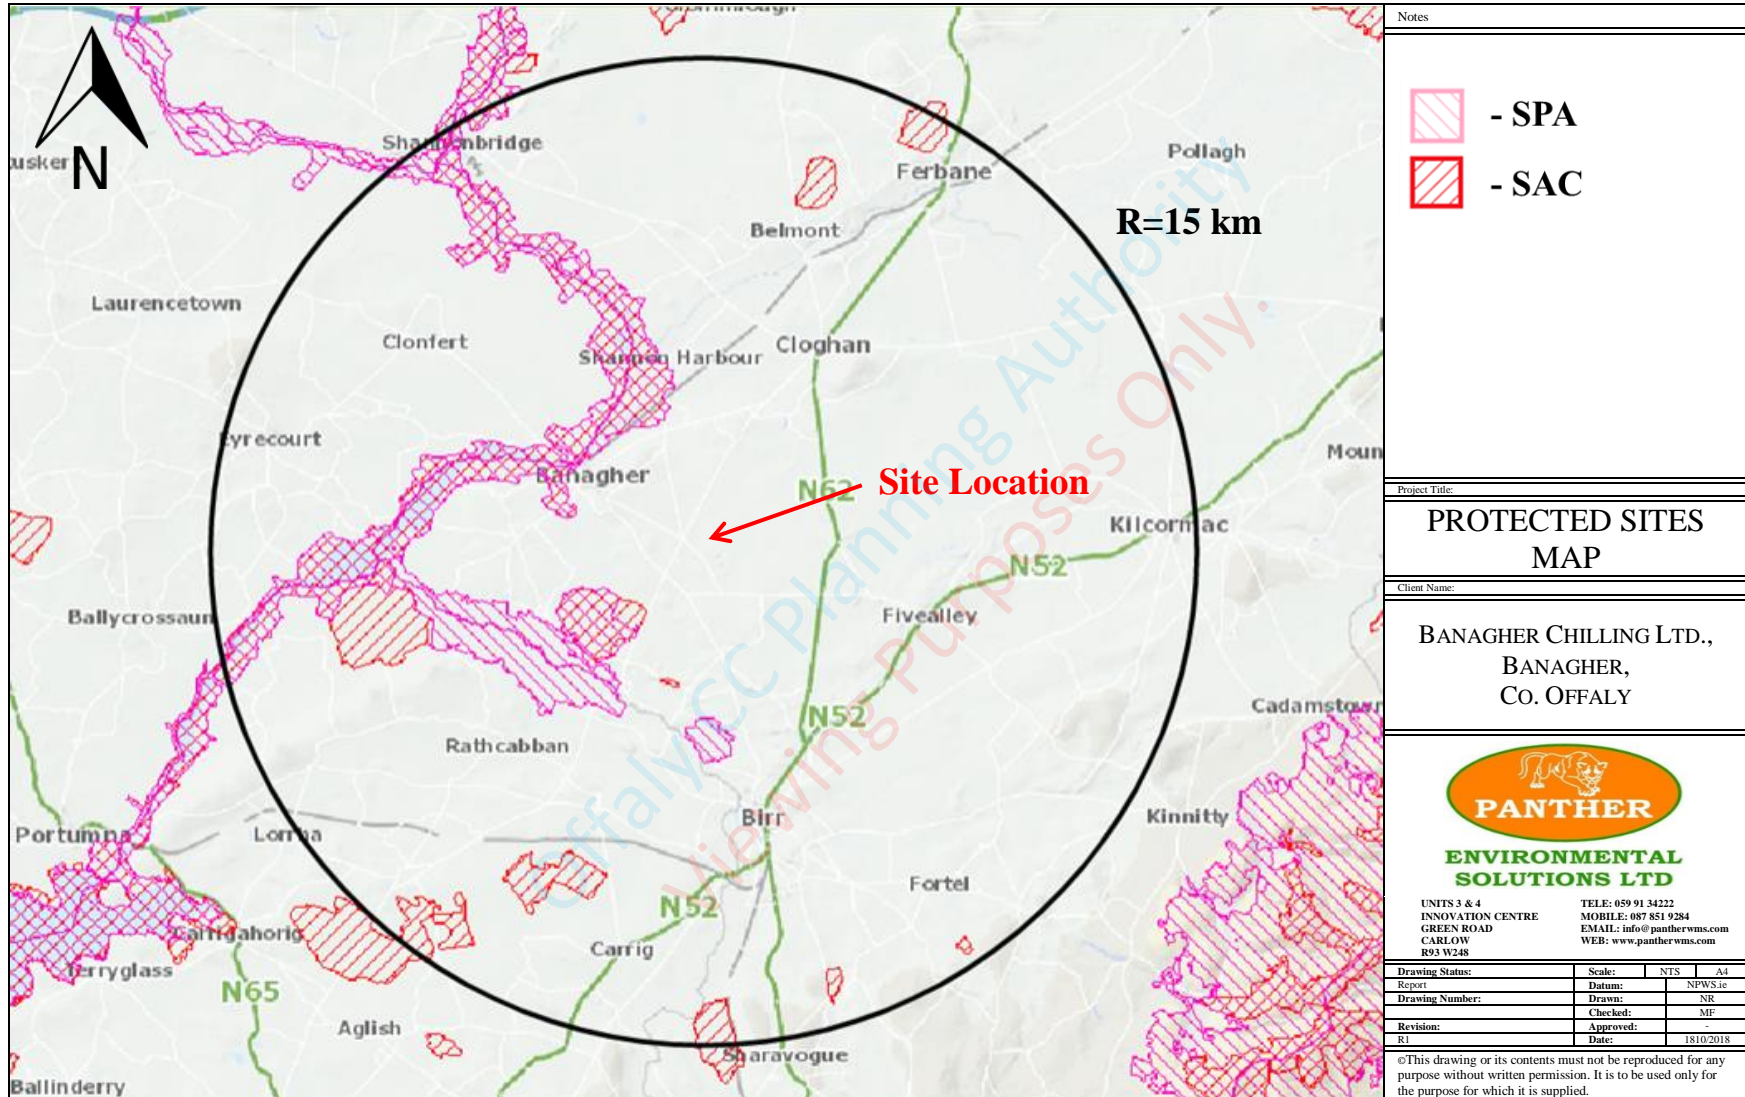 N
Shannonbridge
Ferbane
Pollagh
R=15 km
Belmont
Laurencetown
Clonfert
Shannon Harbour
Cloghan
Eyrecourt
Banagher
N62
Site Location
Moun
Kilcormac
N52
Ballycrossaun
Fivealley
Cadamstown
N52
Rathcabban
Birr
Kinnitty
Portumna
Lorrha
Fortel
N52
Carrigahorig
Carrig
Terryglass
N65
Aglish
Sharavogue
Ballinderry
Offaly CC Planning Authority
Viewing Purposes Only.
Notes
- SPA
- SAC
Project Title:
PROTECTED SITES
MAP
Client Name:
BANAGHER CHILLING LTD.,
BANAGHER,
CO. OFFALY
PANTHER
ENVIRONMENTAL
SOLUTIONS LTD
UNITS 3 & 4
INNOVATION CENTRE
GREEN ROAD
CARLOW
R93 W248
TELE: 059 91 34222
MOBILE: 087 851 9284
EMAIL: info@pantherwms.com
WEB: www.pantherwms.com
Drawing Status: Scale: NTS A4
Report Datum: NPWS.ie
Drawing Number: Drawn: NR
Checked: MF
Revision: Approved: -
R1 Date: 1810/2018
©This drawing or its contents must not be reproduced for any
purpose without written permission. It is to be used only for
the purpose for which it is supplied.